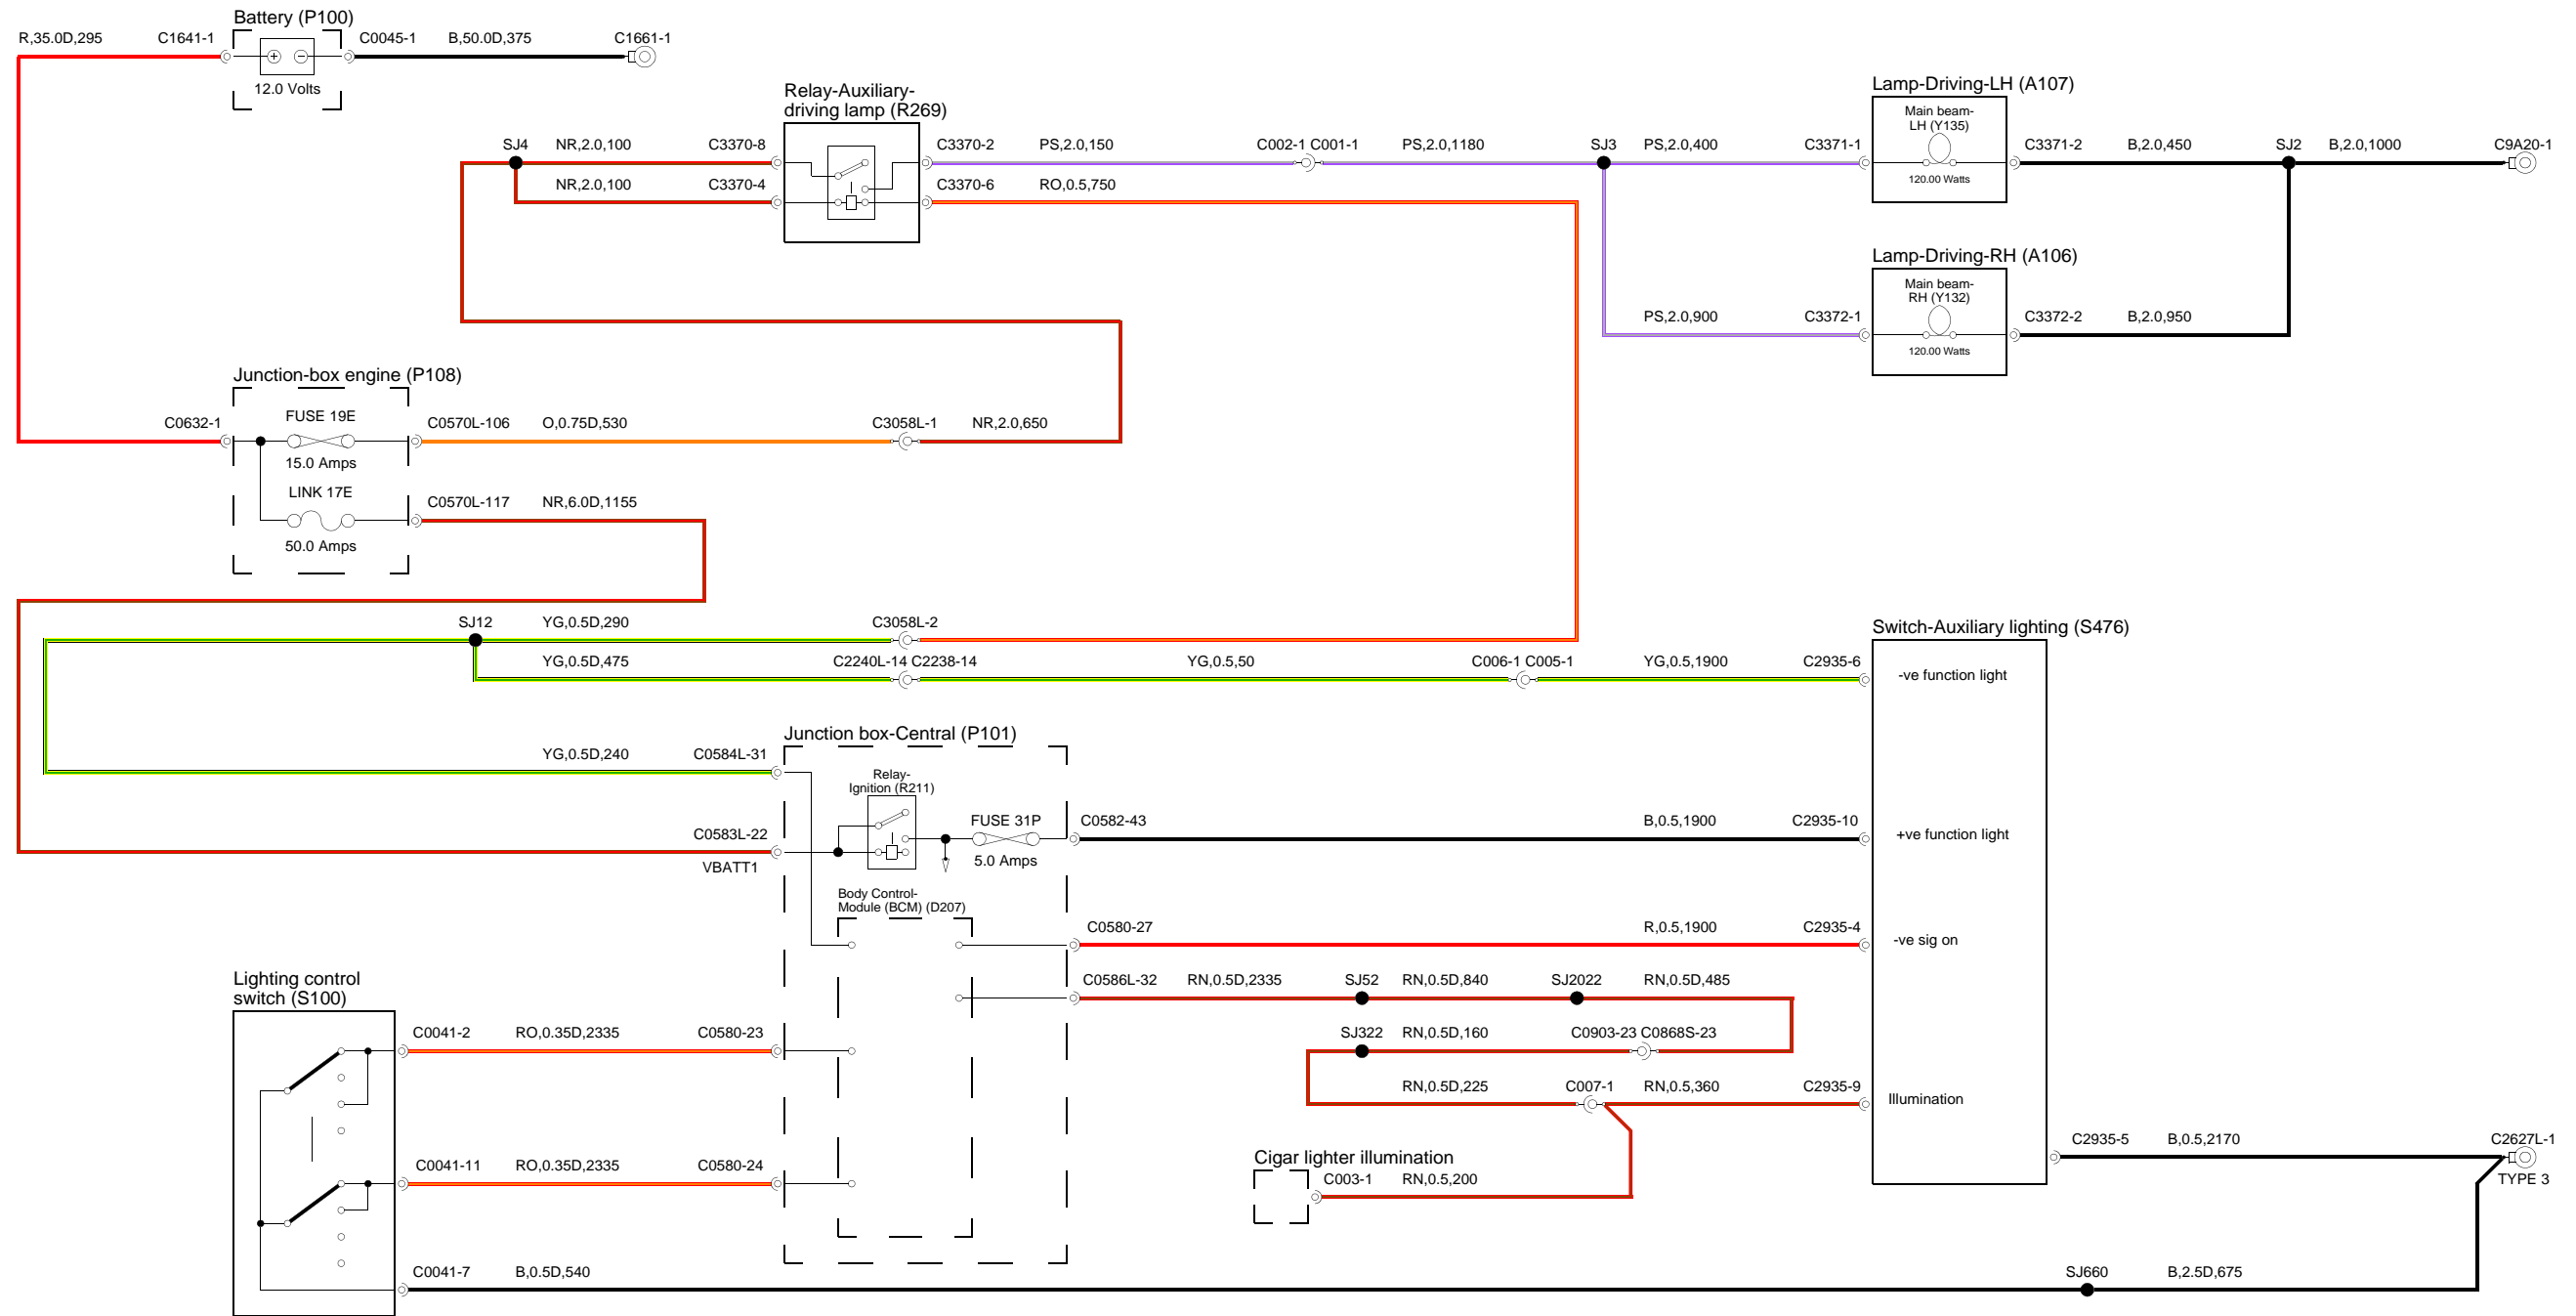 Battery (P100)
R,35.0D,295
C1641-1
C0045-1
B,50.0D,375
C1661-1
12.0 Volts
Relay-Auxiliary-
driving lamp (R269)
SJ4
NR,2.0,100
C3370-8
C3370-2
PS,2.0,150
C002-1 C001-1
PS,2.0,1180
SJ3
PS,2.0,400
C3371-1
NR,2.0,100
C3370-4
C3370-6
RO,0.5,750
Lamp-Driving-LH (A107)
Main beam-
LH (Y135)
120.00 Watts
C3371-2
B,2.0,450
SJ2
B,2.0,1000
C9A20-1
Lamp-Driving-RH (A106)
Main beam-
RH (Y132)
120.00 Watts
PS,2.0,900
C3372-1
C3372-2
B,2.0,950
Junction-box engine (P108)
C0632-1
FUSE 19E
15.0 Amps
C0570L-106
O,0.75D,530
C3058L-1
NR,2.0,650
LINK 17E
50.0 Amps
C0570L-117
NR,6.0D,1155
SJ12
YG,0.5D,290
C3058L-2
YG,0.5D,475
C2240L-14 C2238-14
YG,0.5,50
C006-1 C005-1
YG,0.5,1900
C2935-6
Switch-Auxiliary lighting (S476)
-ve function light
Junction box-Central (P101)
YG,0.5D,240
C0584L-31
Relay-
Ignition (R211)
C0583L-22
VBATT1
FUSE 31P
5.0 Amps
C0582-43
B,0.5,1900
C2935-10
+ve function light
Body Control-
Module (BCM) (D207)
C0580-27
R,0.5,1900
C2935-4
-ve sig on
C0586L-32
RN,0.5D,2335
SJ52
RN,0.5D,840
SJ2022
RN,0.5D,485
SJ322
RN,0.5D,160
C0903-23 C0868S-23
RN,0.5D,225
C007-1
RN,0.5,360
C2935-9
Illumination
Lighting control
switch (S100)
C0041-2
RO,0.35D,2335
C0580-23
C0041-11
RO,0.35D,2335
C0580-24
Cigar lighter illumination
C003-1
RN,0.5,200
C2935-5
B,0.5,2170
C2627L-1
TYPE 3
C0041-7
B,0.5D,540
SJ660
B,2.5D,675